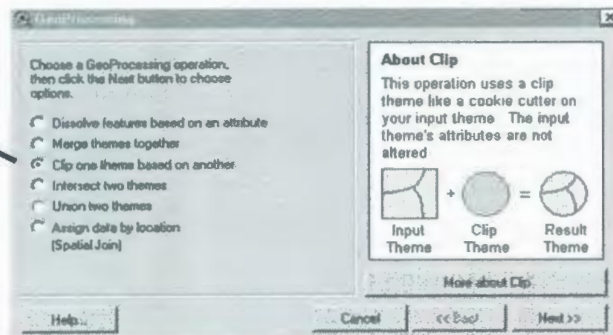 GeoProcessing
Choose a GeoProcessing operation,
then click the Next button to choose
options.
Dissolve features based on an attribute
Merge themes together
Clip one theme based on another
Intersect two themes
Union two themes
Assign data by location
(Spatial Join)
About Clip
This operation uses a clip
theme like a cookie cutter on
your input theme The input
theme's attributes are not
altered
+ =
Input Clip Result
Theme Theme Theme
More about Clip
Help...
Cancel
<< Back
Next >>